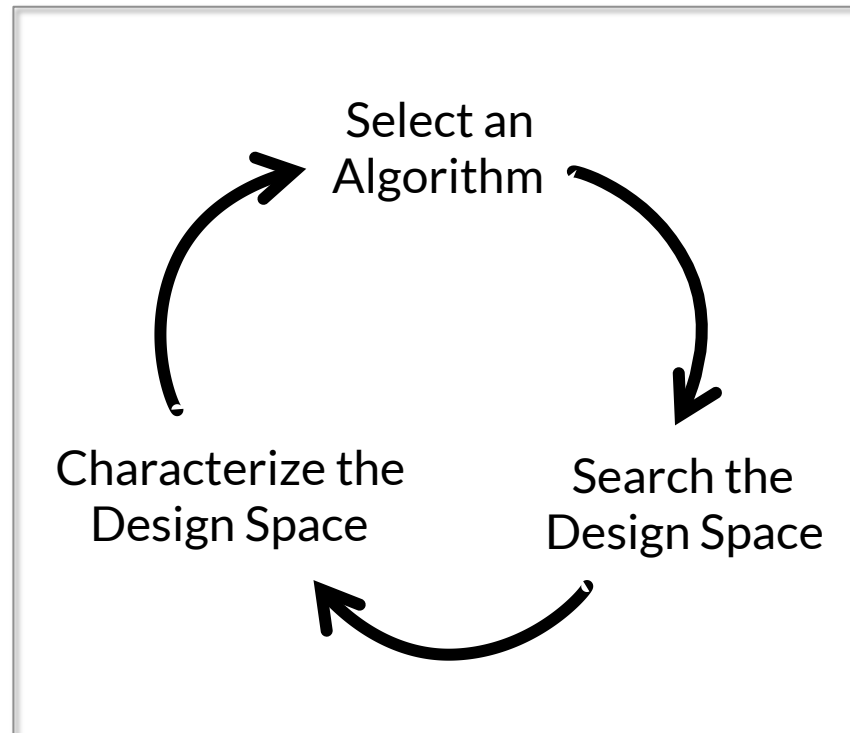 Select an
Algorithm
Characterize the
Design Space
Search the
Design Space